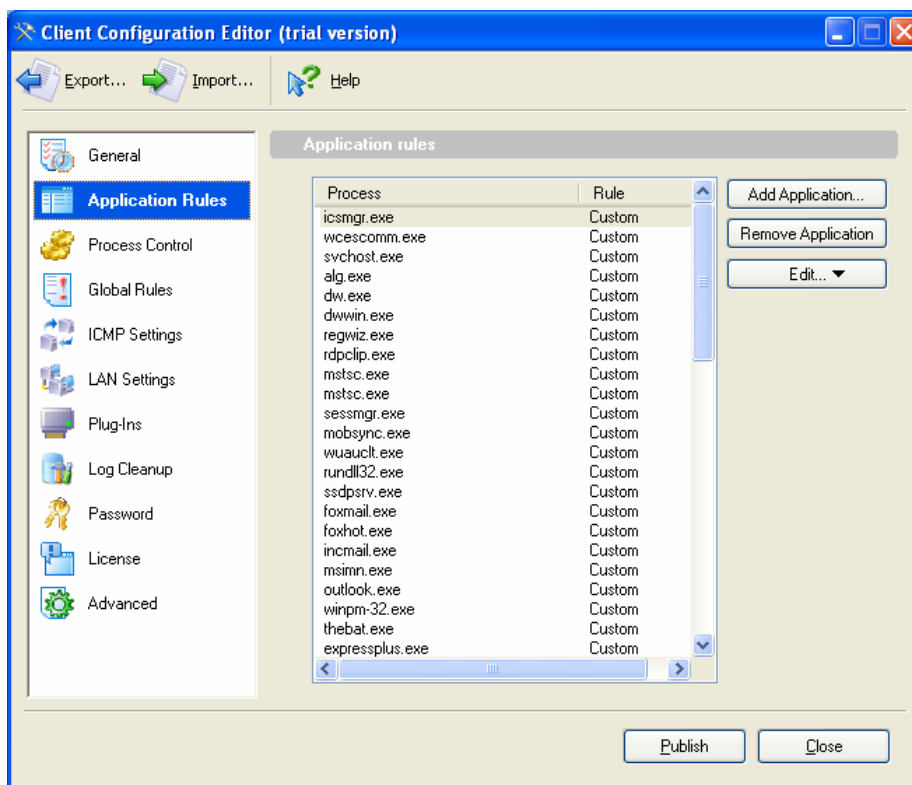 Client Configuration Editor (trial version)
Export... Import... Help
General
Application Rules
Process Control
Global Rules
ICMP Settings
LAN Settings
Plug-Ins
Log Cleanup
Password
License
Advanced
Application rules
Process Rule
icsmgr.exe Custom
wcescomm.exe Custom
svchost.exe Custom
alg.exe Custom
dw.exe Custom
dwwin.exe Custom
regwiz.exe Custom
rdpclip.exe Custom
mstsc.exe Custom
mstsc.exe Custom
sessmgr.exe Custom
mobsync.exe Custom
wuauclt.exe Custom
rundll32.exe Custom
ssdpsrv.exe Custom
foxmail.exe Custom
foxhot.exe Custom
incmail.exe Custom
msimn.exe Custom
outlook.exe Custom
winpm-32.exe Custom
thebat.exe Custom
expressplus.exe Custom
Add Application...
Remove Application
Edit...
Publish Close